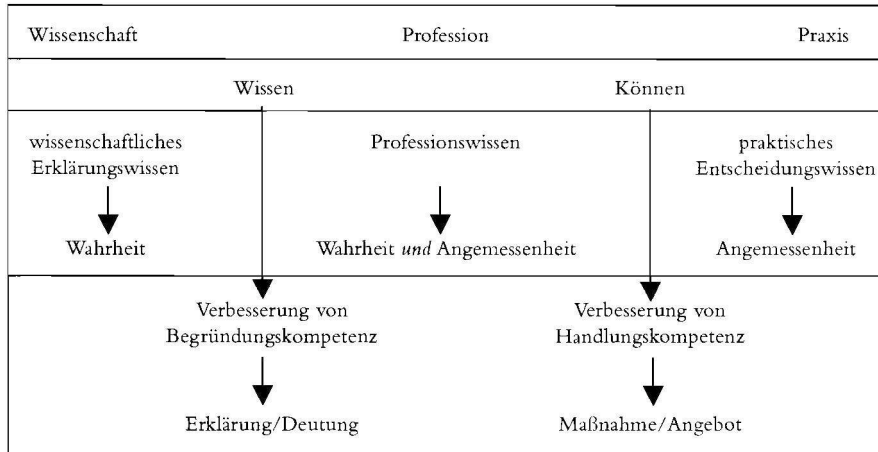 Wissenschaft Profession Praxis
Wissen Können
wissenschaftliches Professionswissen praktisches
Erklärungswissen Entscheidungswissen
Wahrheit Wahrheit und Angemessenheit Angemessenheit
Verbesserung von Verbesserung von
Begründungskompetenz Handlungskompetenz
Erklärung/Deutung Maßnahme/Angebot